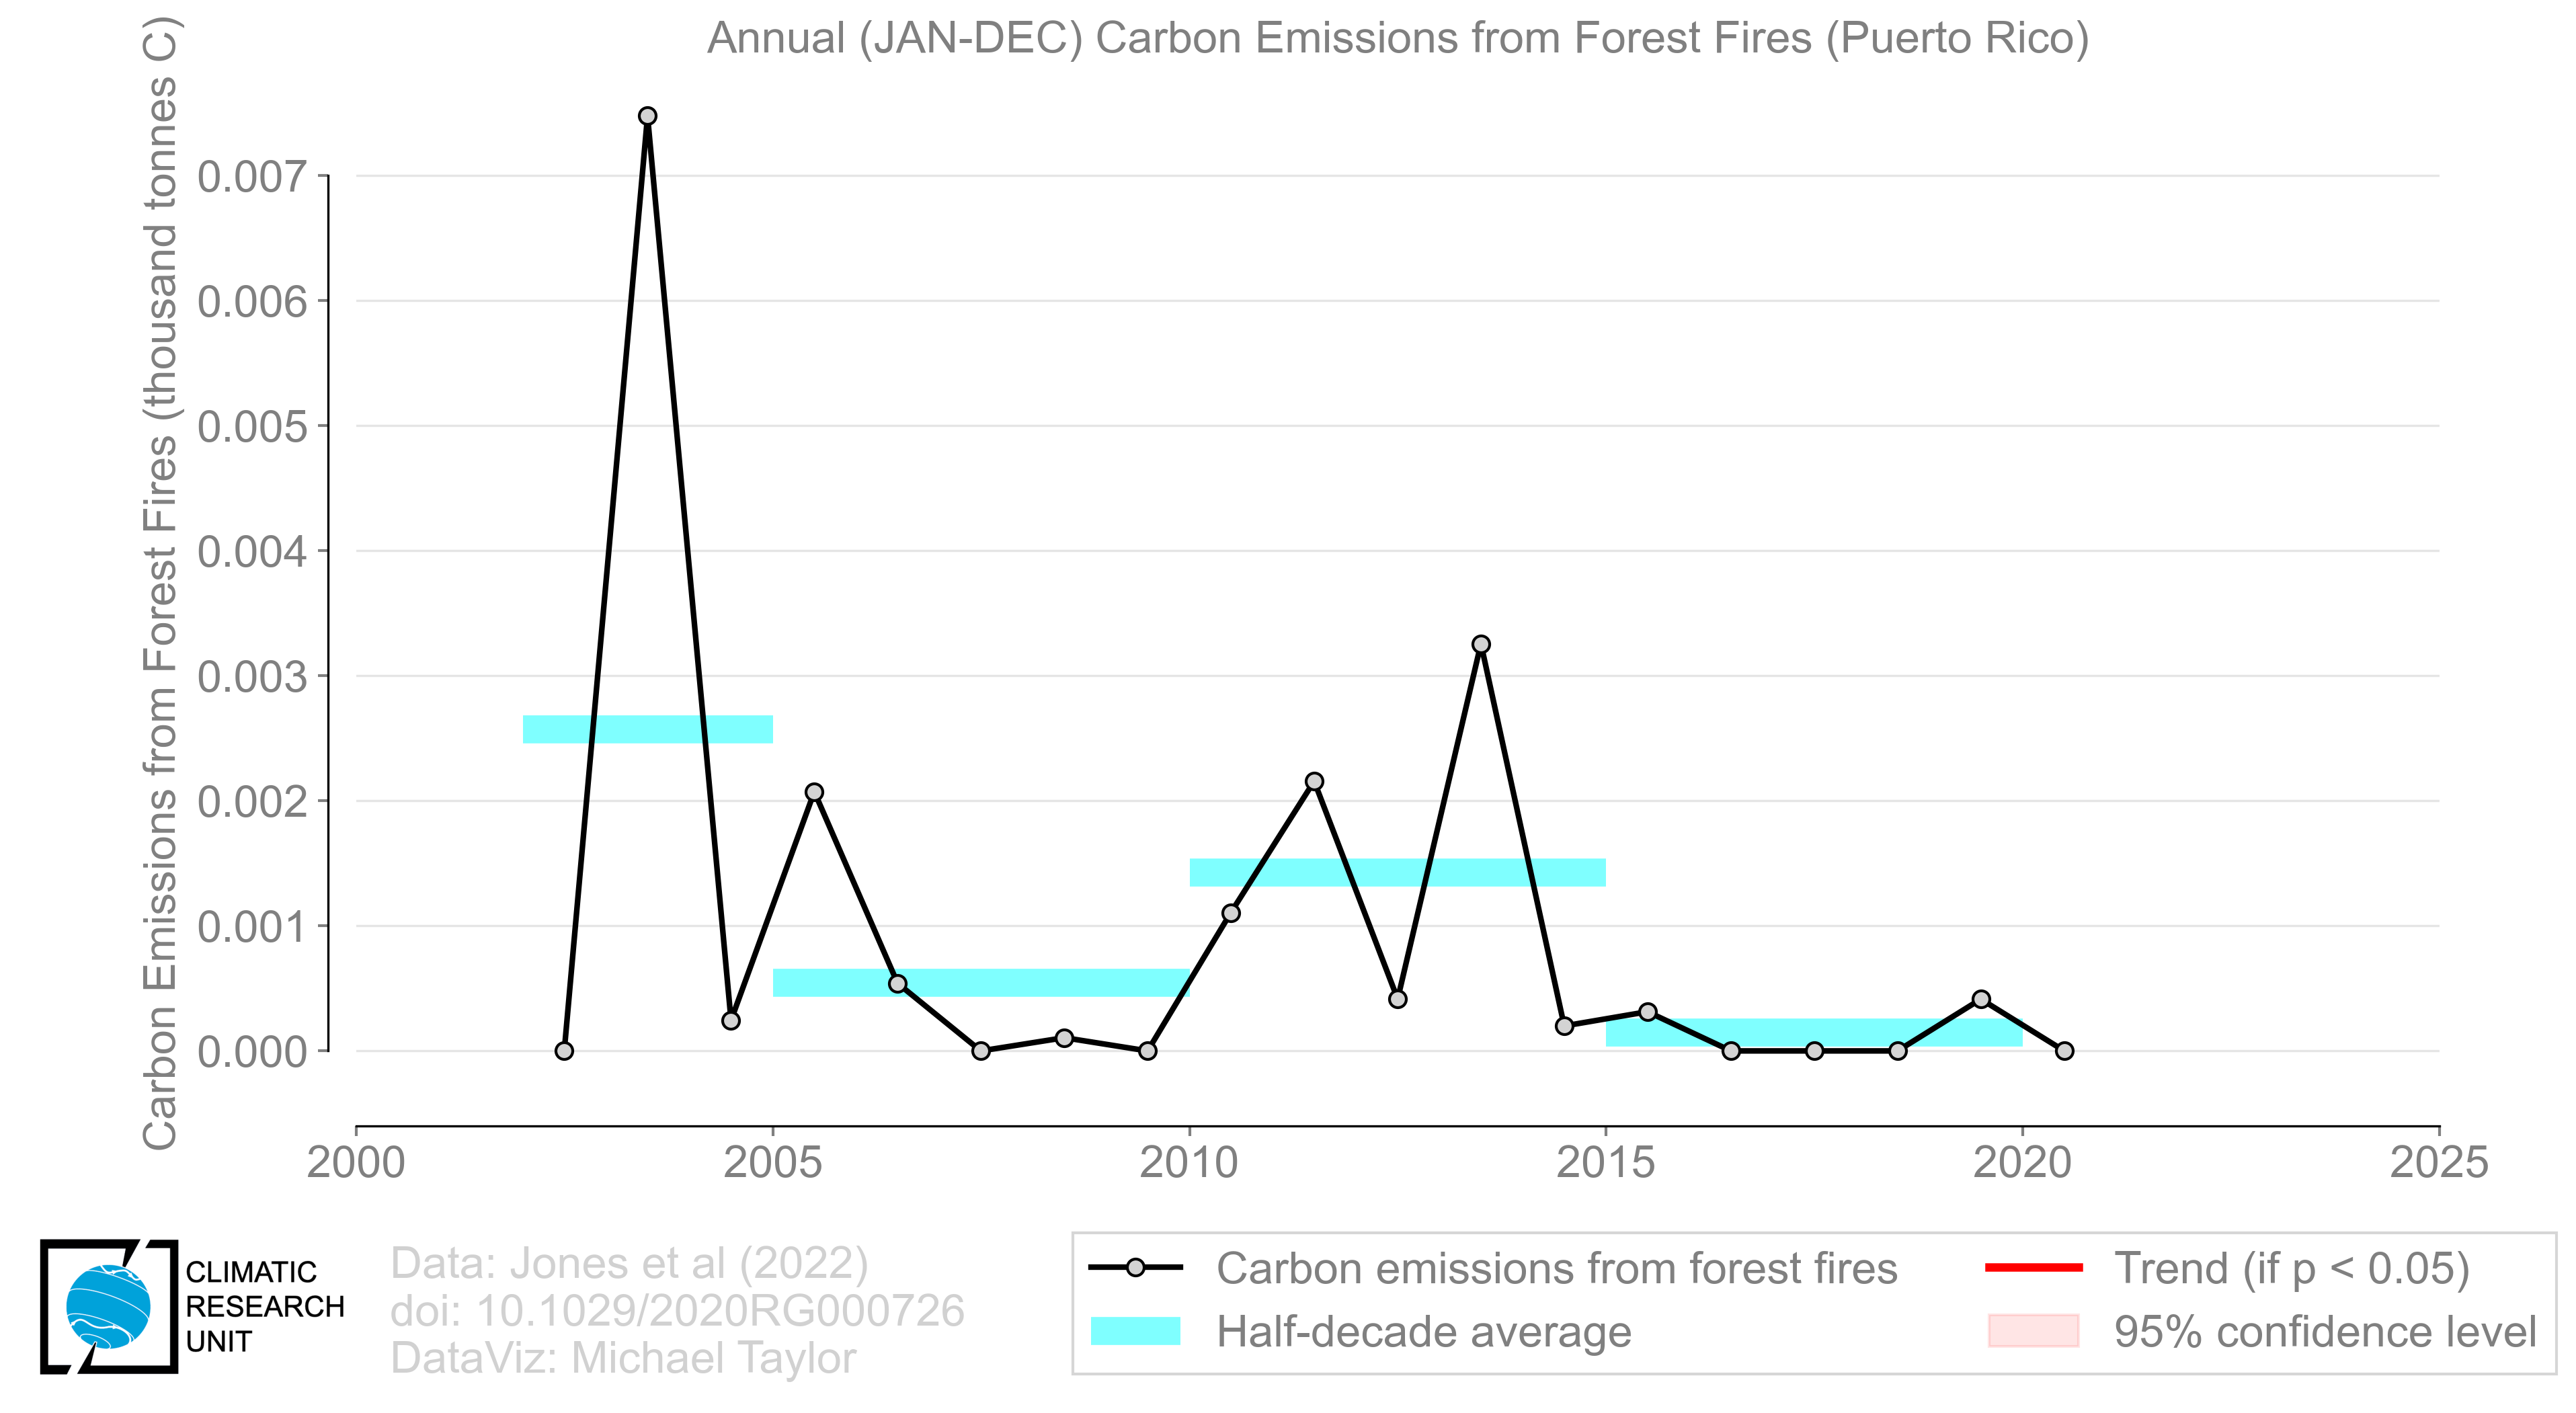 Annual (JAN-DEC) Carbon Emissions from Forest Fires (Puerto Rico)
Carbon Emissions from Forest Fires (thousand tonnes C)
0.007
0.006
0.005
0.004
0.003
0.002
0.001
0.000
2000 2005 2010 2015 2020 2025
CLIMATIC
RESEARCH
UNIT
Data: Jones et al (2022)
doi: 10.1029/2020RG000726
DataViz: Michael Taylor
Carbon emissions from forest fires
Half-decade average
Trend (if p < 0.05)
95% confidence level